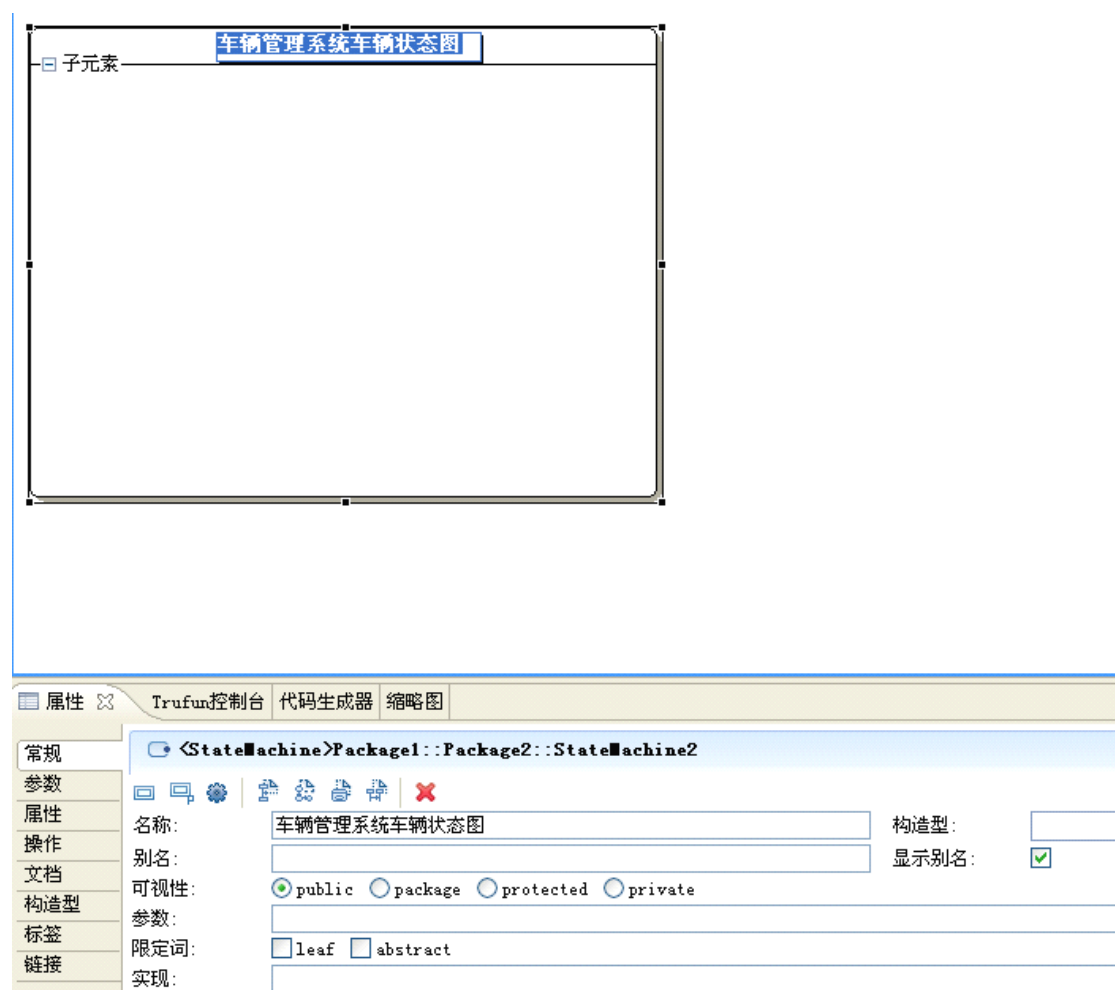 车辆管理系统车辆状态图
子元素
属性 Trufun控制台 代码生成器 缩略图
常规 <StateMachine>Package1::Package2::StateMachine2
参数
属性
名称: 车辆管理系统车辆状态图 构造型:
操作
别名: 显示别名:
文档
可视性: public package protected private
构造型
参数:
标签
限定词: leaf abstract
链接
实现: